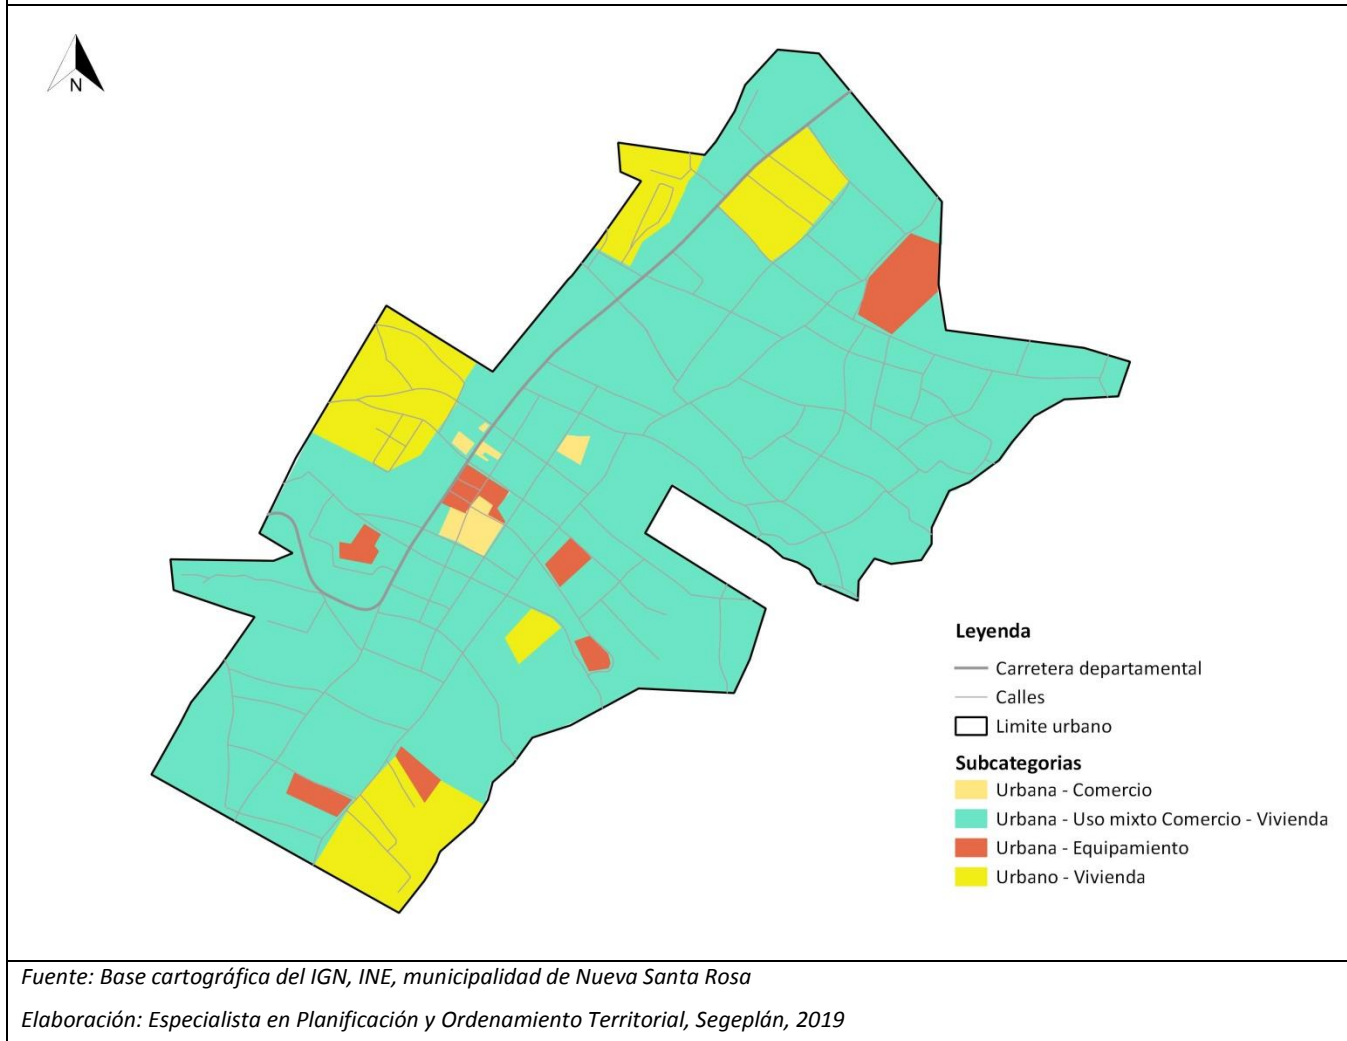 N
Leyenda
Carretera departamental
Calles
Limite urbano
Subcategorias
Urbana - Comercio
Urbana - Uso mixto Comercio - Vivienda
Urbana - Equipamiento
Urbano - Vivienda
Fuente: Base cartográfica del IGN, INE, municipalidad de Nueva Santa Rosa
Elaboración: Especialista en Planificación y Ordenamiento Territorial, Segeplán, 2019